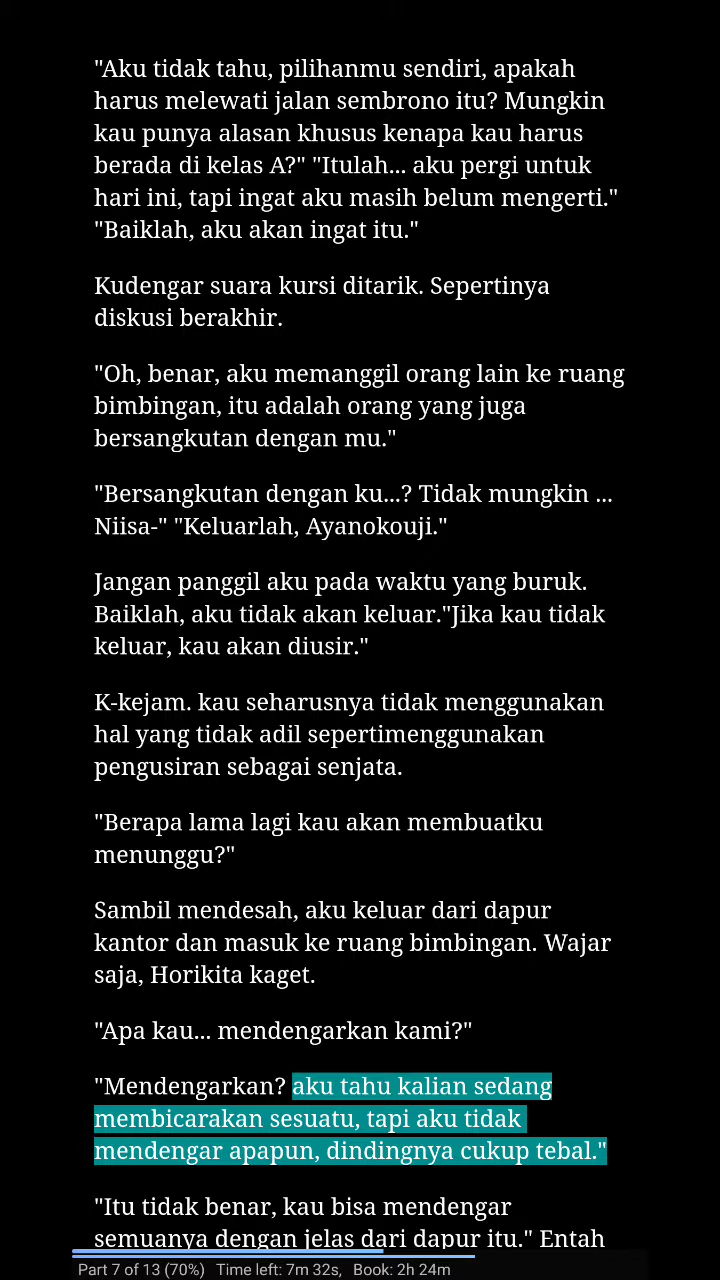 "Aku tidak tahu, pilihanmu sendiri, apakah
harus melewati jalan sembrono itu? Mungkin
kau punya alasan khusus kenapa kau harus
berada di kelas A?" "Itulah... aku pergi untuk
hari ini, tapi ingat aku masih belum mengerti."
"Baiklah, aku akan ingat itu."
Kudengar suara kursi ditarik. Sepertinya
diskusi berakhir.
"Oh, benar, aku memanggil orang lain ke ruang
bimbingan, itu adalah orang yang juga
bersangkutan dengan mu."
"Bersangkutan dengan ku...? Tidak mungkin ...
Niisa-" "Keluarlah, Ayanokouji."
Jangan panggil aku pada waktu yang buruk.
Baiklah, aku tidak akan keluar."Jika kau tidak
keluar, kau akan diusir."
K-kejam. kau seharusnya tidak menggunakan
hal yang tidak adil sepertimenggunakan
pengusiran sebagai senjata.
"Berapa lama lagi kau akan membuatku
menunggu?"
Sambil mendesah, aku keluar dari dapur
kantor dan masuk ke ruang bimbingan. Wajar
saja, Horikita kaget.
"Apa kau... mendengarkan kami?"
"Mendengarkan? aku tahu kalian sedang
membicarakan sesuatu, tapi aku tidak
mendengar apapun, dindingnya cukup tebal."
"Itu tidak benar, kau bisa mendengar
semuanya dengan jelas dari dapur itu." Entah
Part 7 of 13 (70%) Time left: 7m 32s, Book: 2h 24m